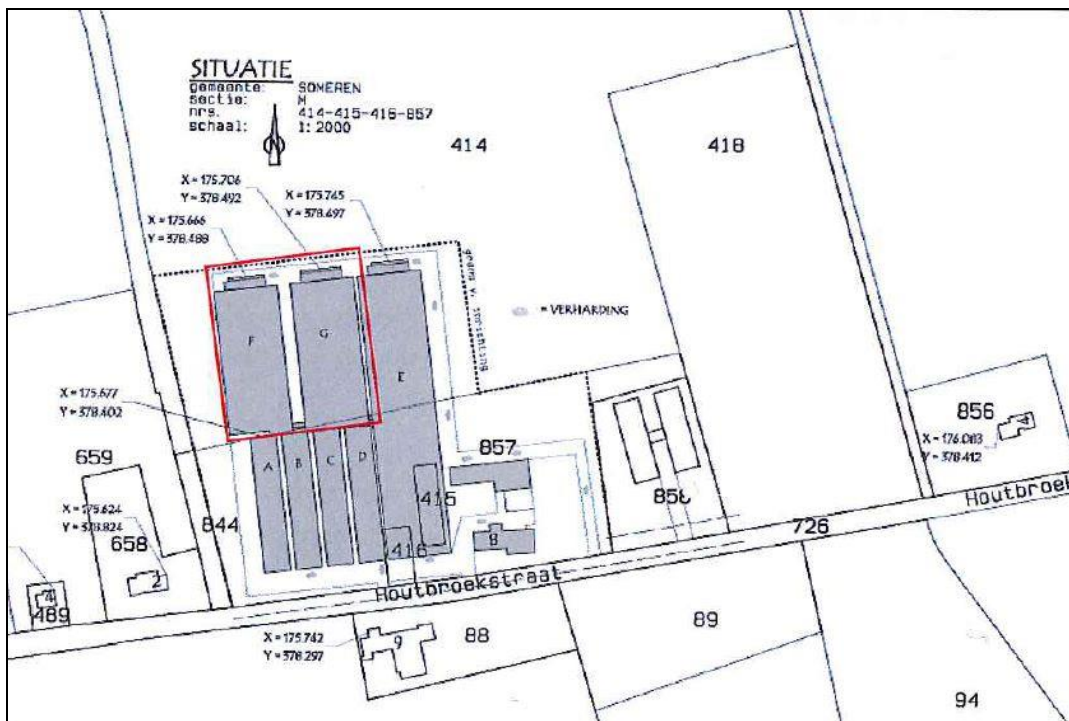 SITUATIE
gemeente: SOMEREN
sectie: M
nrs. 414-415-416-857
schaal: 1: 2000
414
418
X = 175.706
Y = 378.492
X = 175.745
Y = 378.497
X = 175.666
Y = 378.488
grens v. inrichting
= VERHARDING
F
G
E
X = 175.677
Y = 378.402
A
B
C
D
857
415
416
8
858
856
X = 176.083
Y = 378.412
4
Houtbroek
726
659
X = 175.624
Y = 378.824
658
844
2
4
489
Houtbroekstraat
X = 175.742
Y = 378.297
9
88
89
94